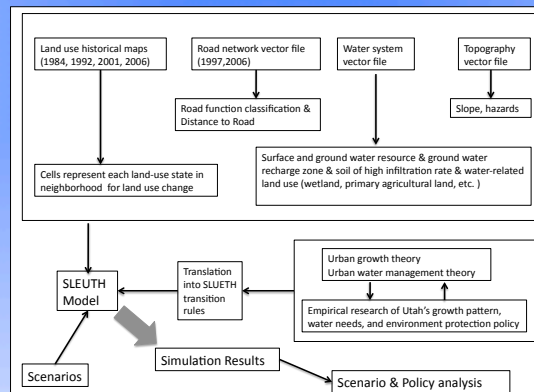 Land use historical maps
(1984, 1992, 2001, 2006)
Road network vector file
(1997,2006)
Water system
vector file
Topography
vector file
Road function classification &
Distance to Road
Slope, hazards
Cells represent each land-use state in
neighborhood for land use change
Surface and ground water resource & ground water
recharge zone & soil of high infiltration rate & water-related
land use (wetland, primary agricultural land, etc. )
SLEUTH
Model
Translation
into SLUETH
transition
rules
Urban growth theory
Urban water management theory
Empirical research of Utah's growth pattern,
water needs, and environment protection policy
Scenarios
Simulation Results
Scenario & Policy analysis